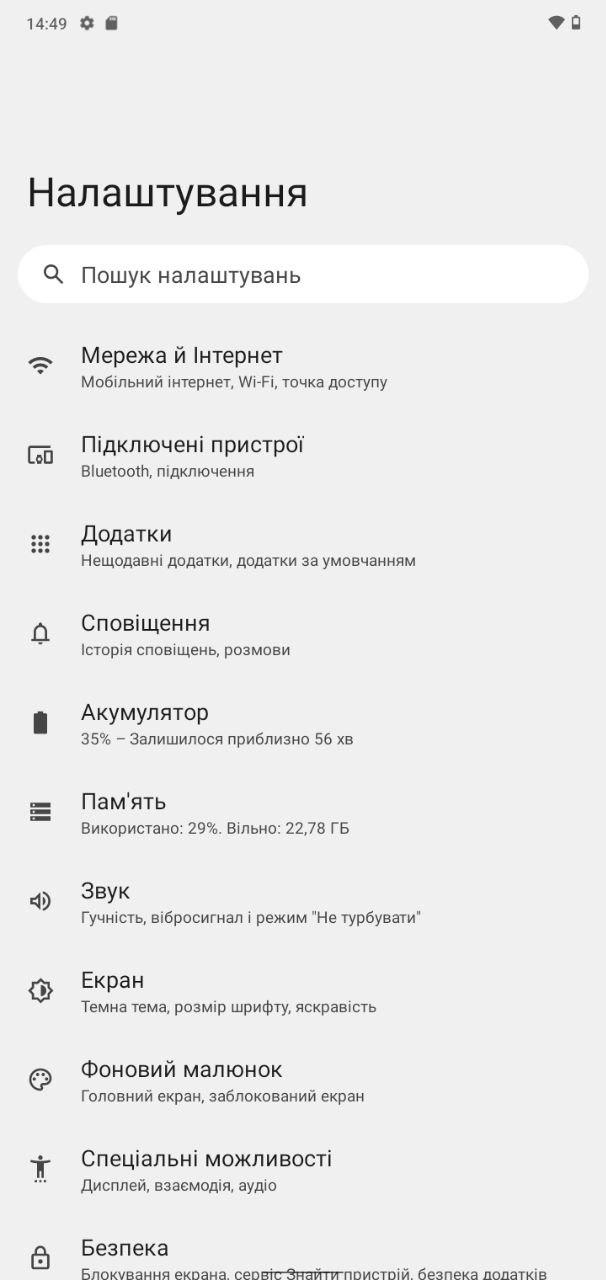 14:49
Налаштування
Пошук налаштувань
Мережа й Інтернет
Мобільний інтернет, Wi-Fi, точка доступу
Підключені пристрої
Bluetooth, підключення
Додатки
Нещодавні додатки, додатки за умовчанням
Сповіщення
Історія сповіщень, розмови
Акумулятор
35% – Залишилося приблизно 56 хв
Пам'ять
Використано: 29%. Вільно: 22,78 ГБ
Звук
Гучність, вібросигнал і режим "Не турбувати"
Екран
Темна тема, розмір шрифту, яскравість
Фоновий малюнок
Головний екран, заблокований екран
Спеціальні можливості
Дисплей, взаємодія, аудіо
Безпека
Блокування екрана, сервіс Знайти пристрій, безпека додатків